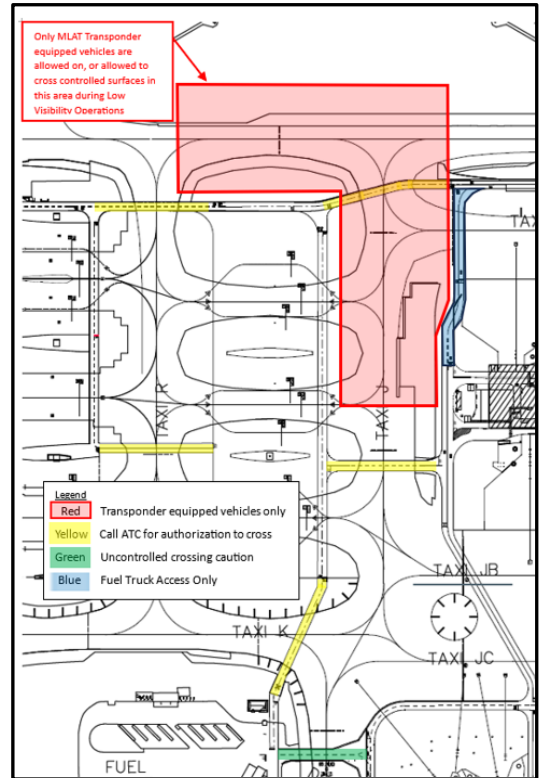 Only MLAT Transponder
equipped vehicles are
allowed on, or allowed to
cross controlled surfaces in
this area during Low
Visibility Operations
TAXI R
TAXI J
Legend
Red Transponder equipped vehicles only
Yellow Call ATC for authorization to cross
Green Uncontrolled crossing caution
Blue Fuel Truck Access Only
TAXI JB
TAXI K
TAXI JC
FUEL